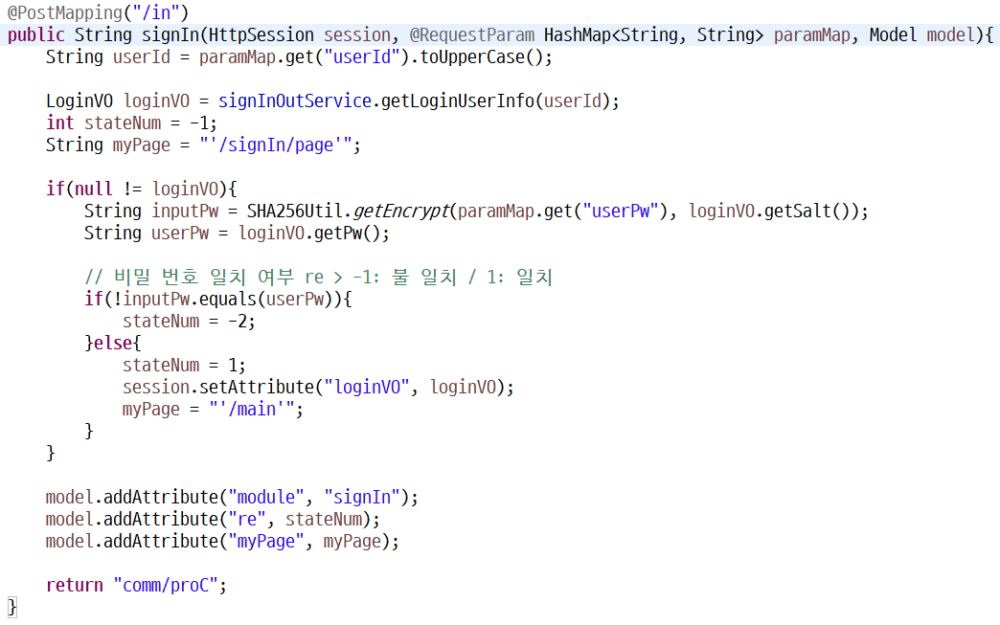 @PostMapping("/in")
public String signIn(HttpSession session, @RequestParam HashMap<String, String> paramMap, Model model){
    String userId = paramMap.get("userId").toUpperCase();

    LoginVO loginVO = signInOutService.getLoginUserInfo(userId);
    int stateNum = -1;
    String myPage = "'/signIn/page'";

    if(null != loginVO){
        String inputPw = SHA256Util.getEncrypt(paramMap.get("userPw"), loginVO.getSalt());
        String userPw = loginVO.getPw();

        // 비밀 번호 일치 여부 re > -1: 불 일치 / 1: 일치
        if(!inputPw.equals(userPw)){
            stateNum = -2;
        }else{
            stateNum = 1;
            session.setAttribute("loginVO", loginVO);
            myPage = "'/main'";
        }
    }

    model.addAttribute("module", "signIn");
    model.addAttribute("re", stateNum);
    model.addAttribute("myPage", myPage);

    return "comm/proC";
}